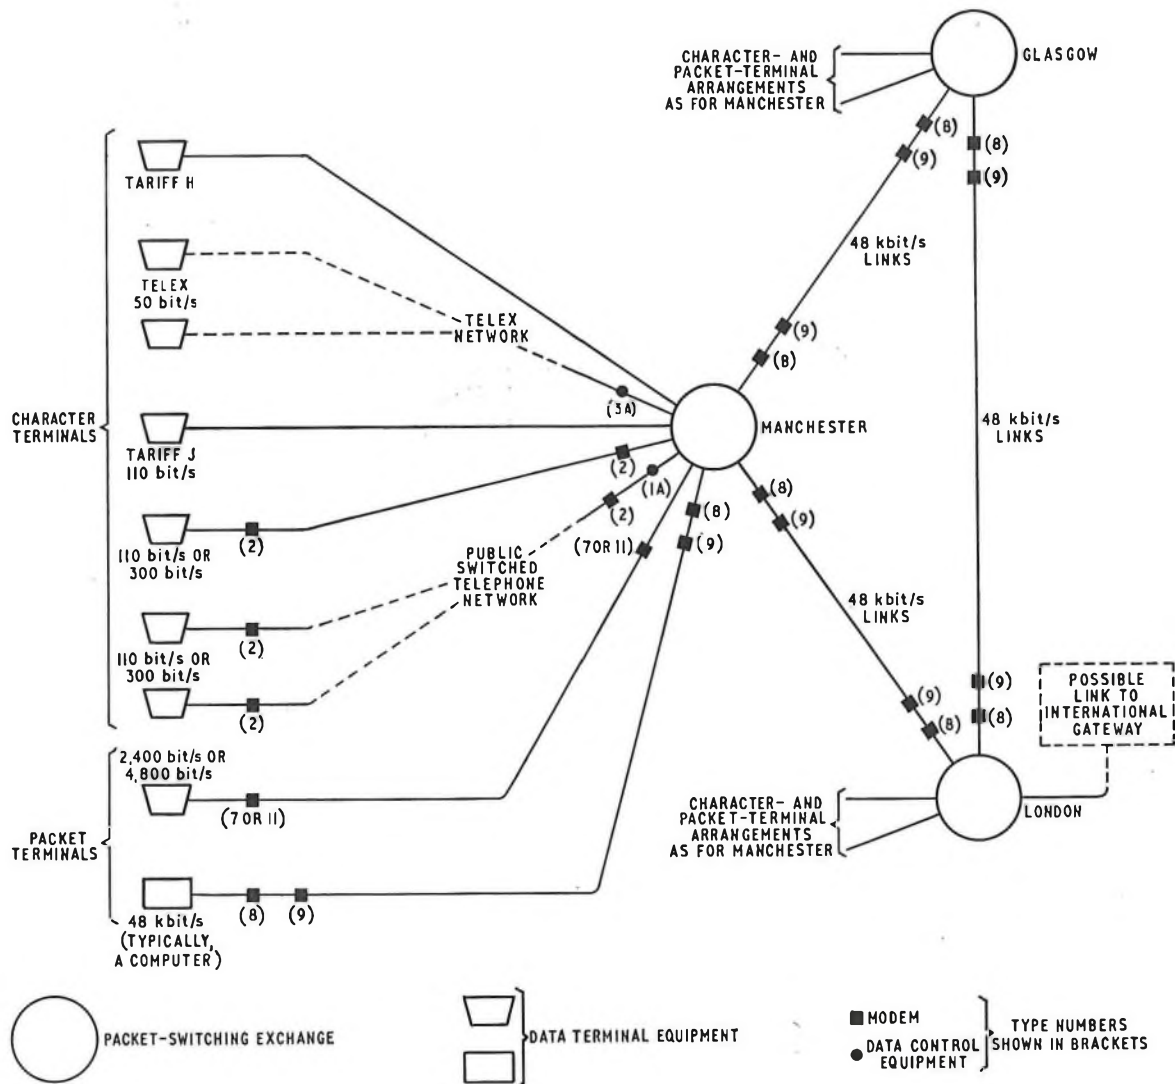 CHARACTER- AND
PACKET-TERMINAL
ARRANGEMENTS
AS FOR MANCHESTER
GLASGOW
(8)
(9)
(8)
(9)
48 kbit/s
LINKS
TARIFF H
TELEX
50 bit/s
TELEX
NETWORK
(9)
(8)
(3A)
CHARACTER
TERMINALS
TARIFF J
110 bit/s
MANCHESTER
48 kbit/s
LINKS
(2)
(1A)
(2)
(8)
(9)
(8)
(9)
(7 OR 11)
110 bit/s OR
300 bit/s
(2)
PUBLIC
SWITCHED
TELEPHONE
NETWORK
48 kbit/s
LINKS
110 bit/s OR
300 bit/s
(2)
(2)
(9)
(8)
(9)
(8)
POSSIBLE
LINK TO
INTERNATIONAL
GATEWAY
PACKET
TERMINALS
2,400 bit/s OR
4,800 bit/s
(7 OR 11)
CHARACTER- AND
PACKET-TERMINAL
ARRANGEMENTS
AS FOR MANCHESTER
LONDON
48 kbit/s
(TYPICALLY,
A COMPUTER)
(8)
(9)
PACKET-SWITCHING EXCHANGE
DATA TERMINAL EQUIPMENT
MODEM
DATA CONTROL
EQUIPMENT
TYPE NUMBERS
SHOWN IN BRACKETS